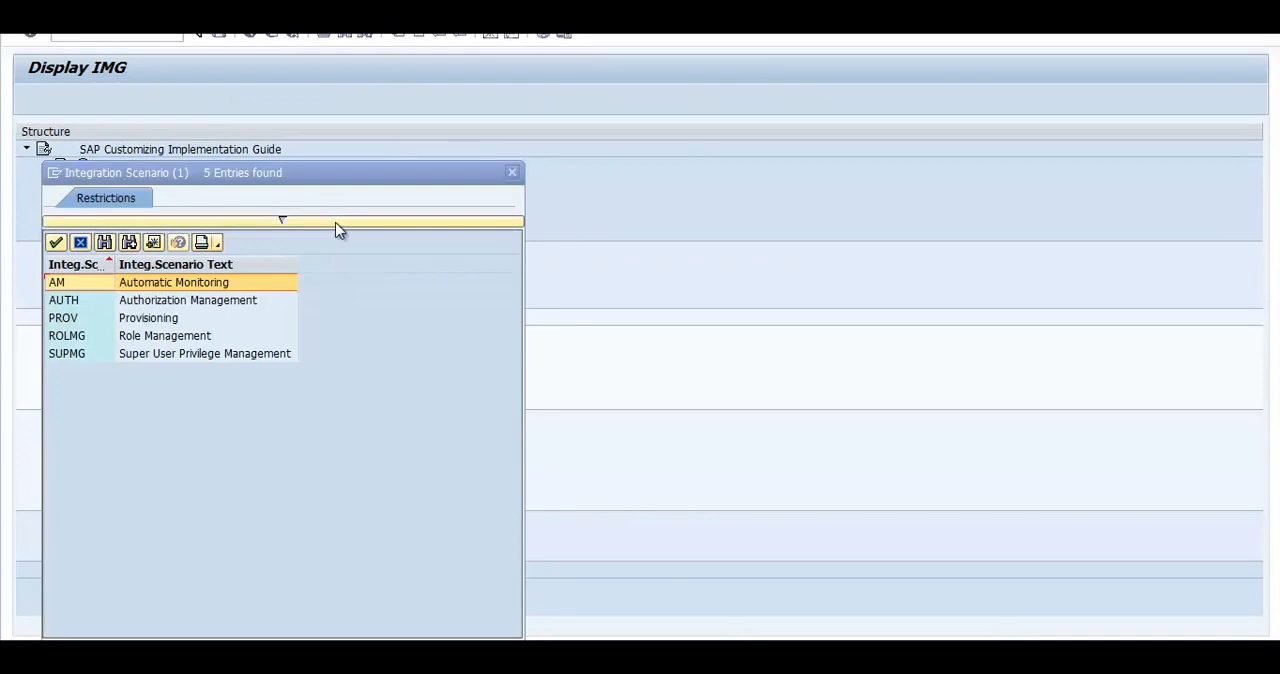 Display IMG
Structure
SAP Customizing Implementation Guide
Integration Scenario (1) 5 Entries found
Restrictions
Integ.Sc.. Integ.Scenario Text
AM Automatic Monitoring
AUTH Authorization Management
PROV Provisioning
ROLMG Role Management
SUPMG Super User Privilege Management